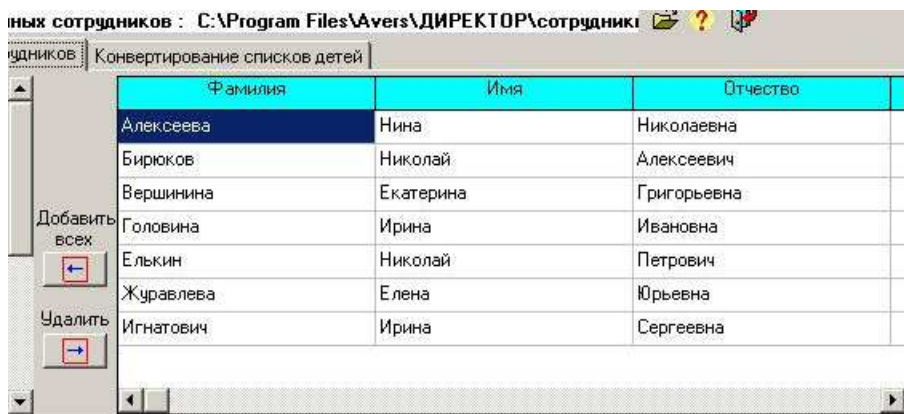 ных сотрудников : C:\Program Files\Avers\ДИРЕКТОР\сотрудник
удников Конвертирование списков детей
Фамилия Имя Отчество
Алексеева Нина Николаевна
Бирюков Николай Алексеевич
Вершинина Екатерина Григорьевна
Добавить всех
Головина Ирина Ивановна
Елькин Николай Петрович
Журавлева Елена Юрьевна
Удалить
Игнатович Ирина Сергеевна